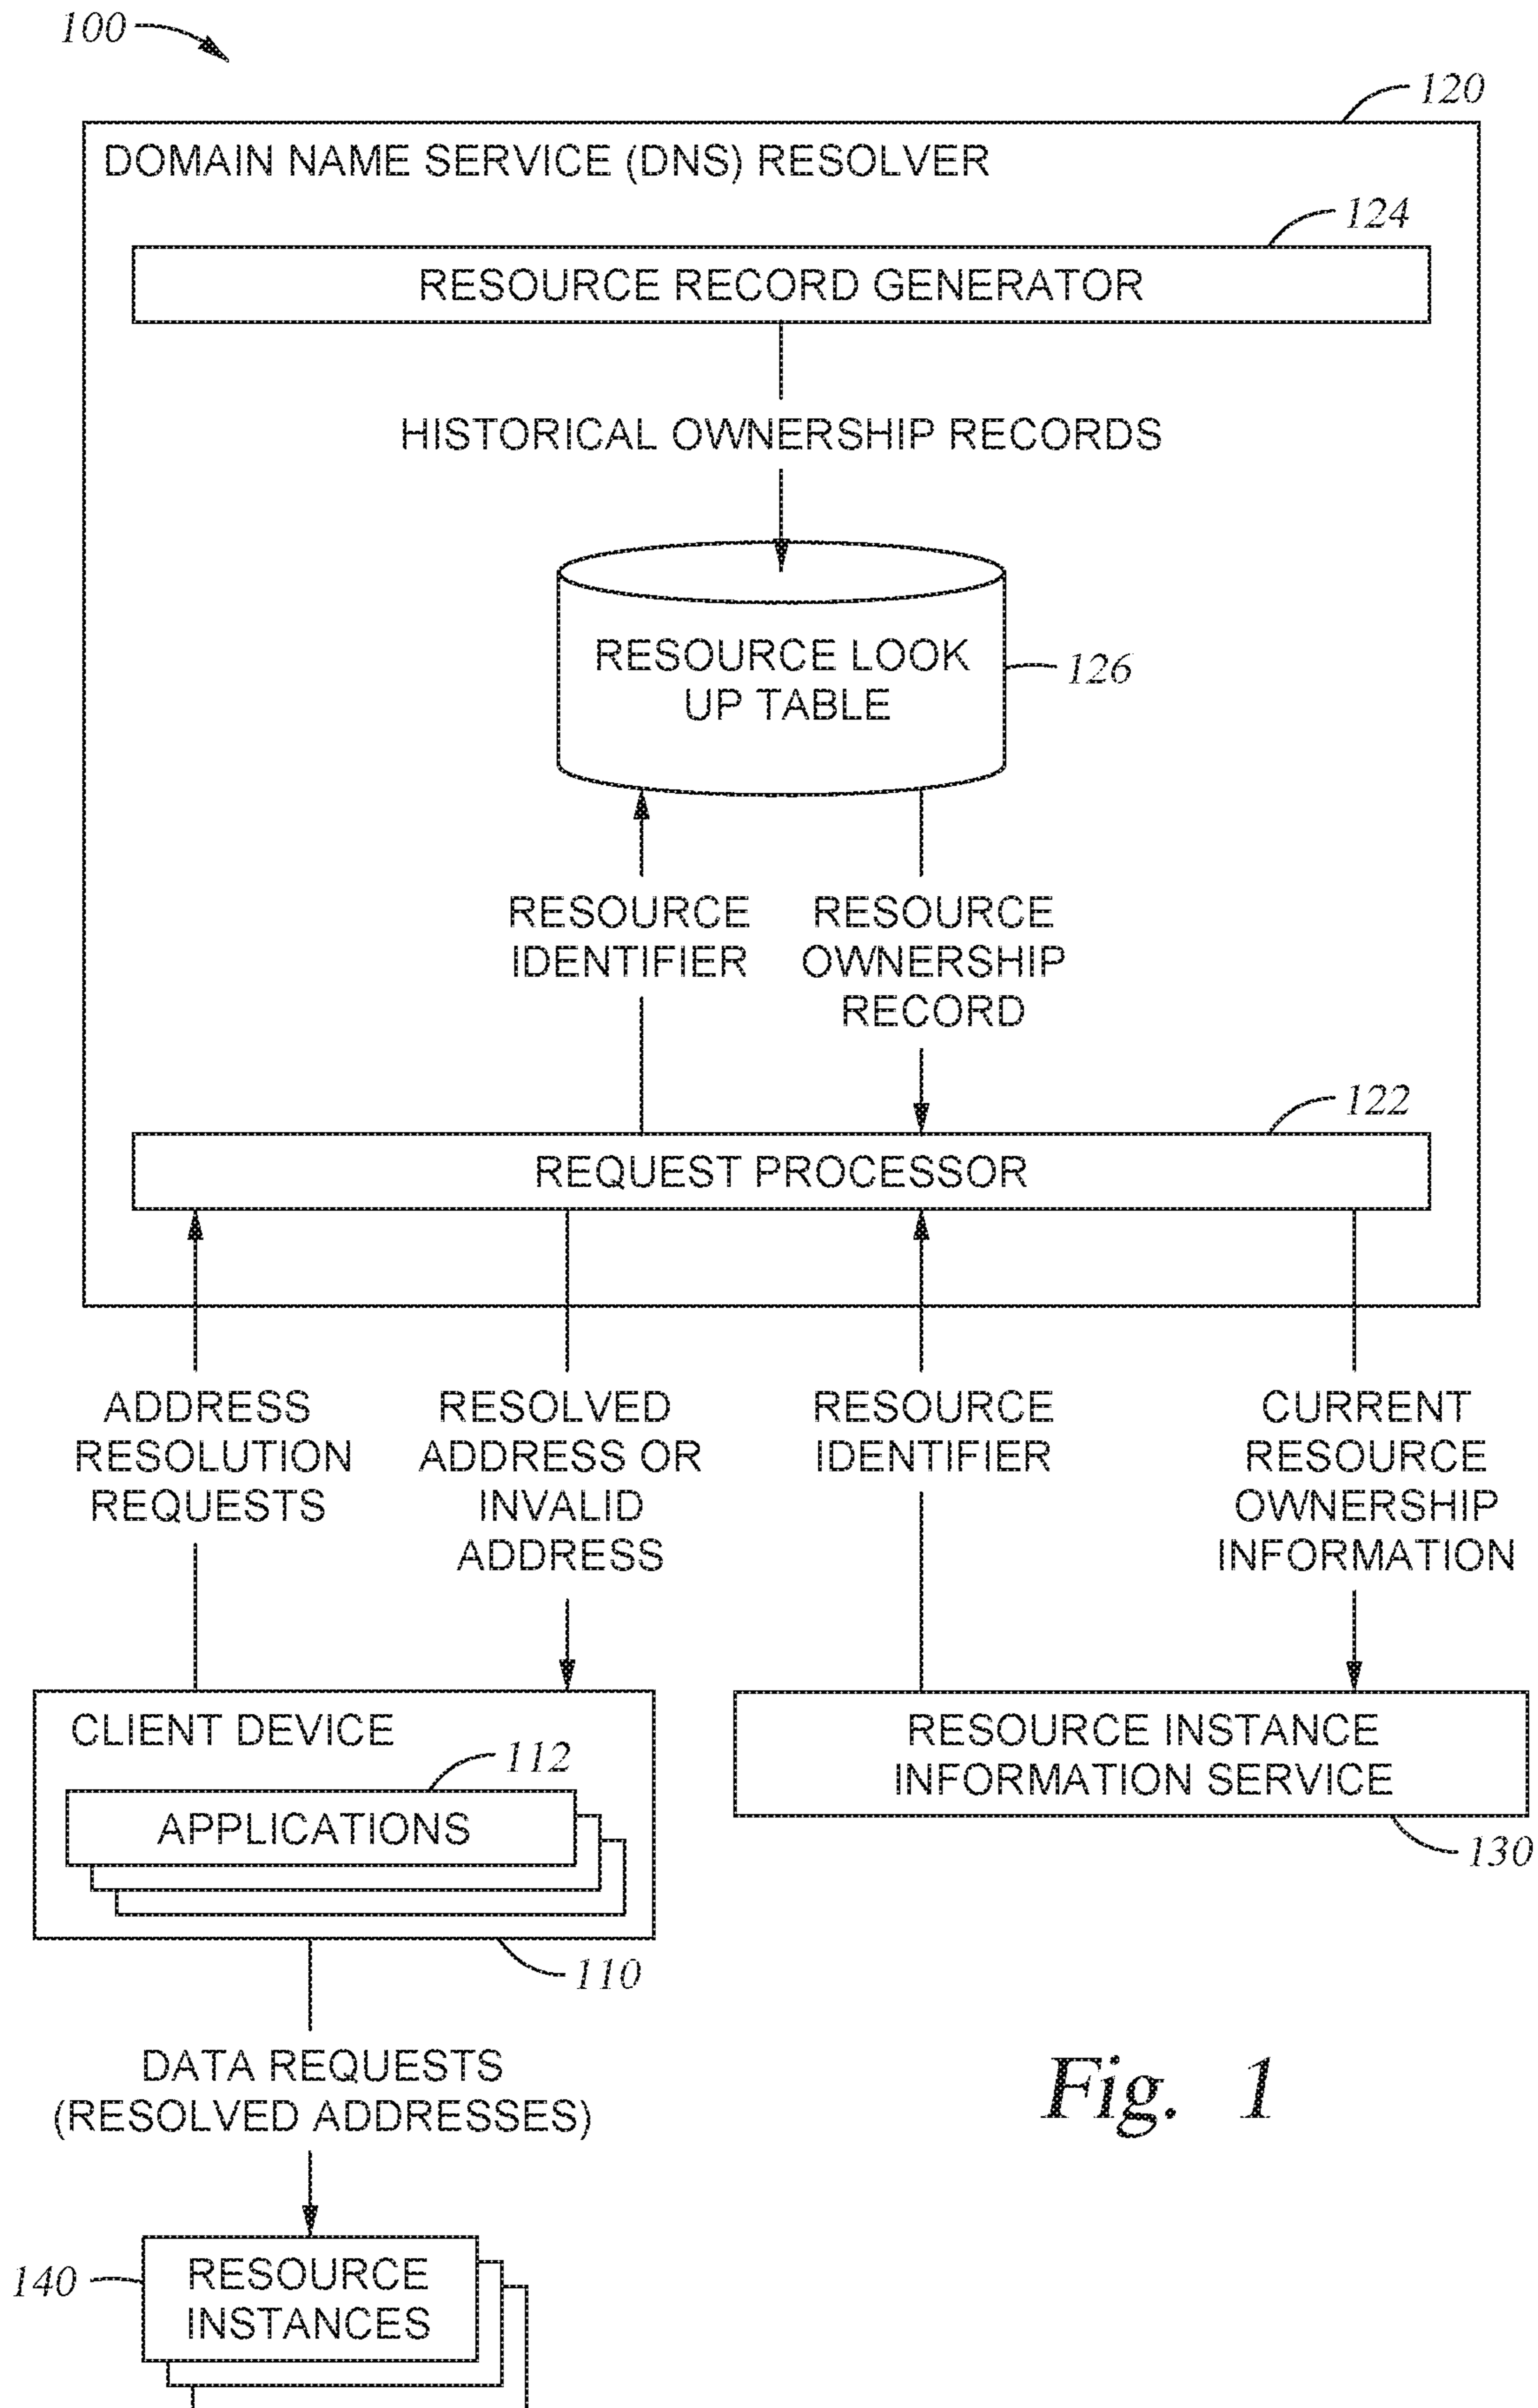 100
120
DOMAIN NAME SERVICE (DNS) RESOLVER
124
RESOURCE RECORD GENERATOR
HISTORICAL OWNERSHIP RECORDS
RESOURCE LOOK
UP TABLE
126
RESOURCE
IDENTIFIER
RESOURCE
OWNERSHIP
RECORD
122
REQUEST PROCESSOR
ADDRESS
RESOLUTION
REQUESTS
RESOLVED
ADDRESS OR
INVALID
ADDRESS
RESOURCE
IDENTIFIER
CURRENT
RESOURCE
OWNERSHIP
INFORMATION
CLIENT DEVICE
112
APPLICATIONS
110
RESOURCE INSTANCE
INFORMATION SERVICE
130
DATA REQUESTS
(RESOLVED ADDRESSES)
140
RESOURCE
INSTANCES
Fig. 1